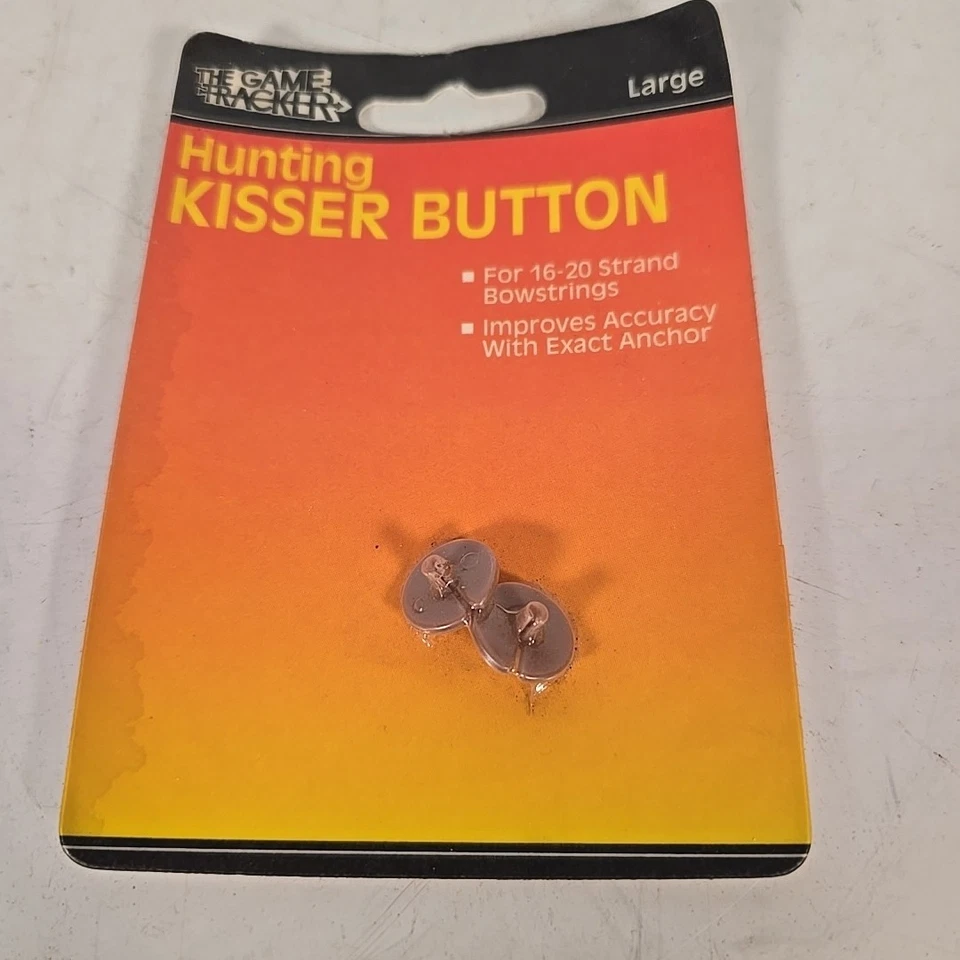 THE GAME
TRACKER
Large
Hunting
KISSER BUTTON
▪ For 16-20 Strand
Bowstrings
▪ Improves Accuracy
With Exact Anchor